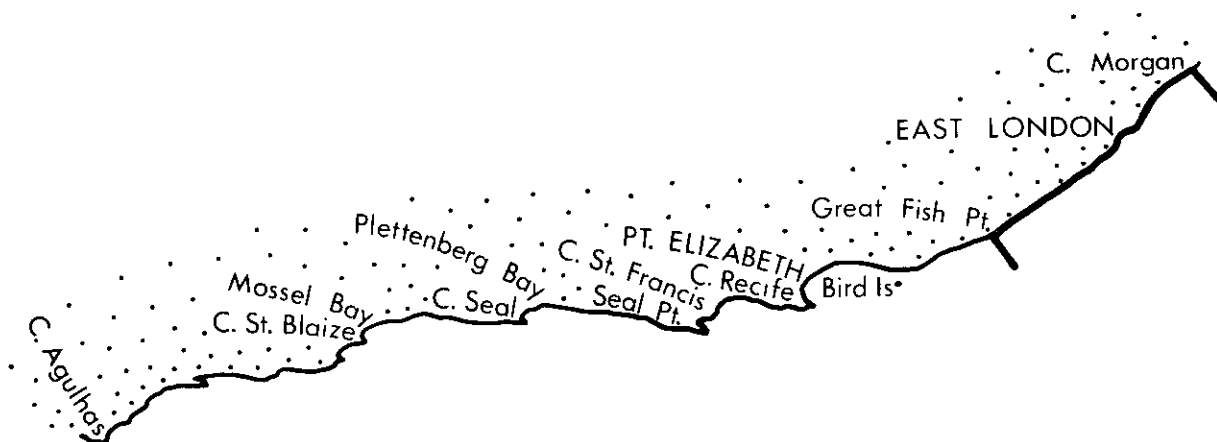 C. Morgan
EAST LONDON
Great Fish Pt.
PT. ELIZABETH
C. Recife
Bird Is
C. St. Francis
Seal Pt.
Plettenberg Bay
C. Seal
Mossel Bay
C. St. Blaize
C. Agulhas